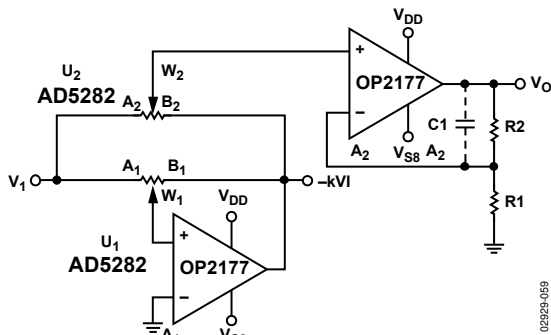 U2
AD5282
W2
A2 B2
VDD
+
OP2177
–
A2
VS8 A2
C1
VO
R2
R1
V1
A1 B1
W1
–kVI
U1
AD5282
VDD
+
OP2177
–
02929-059